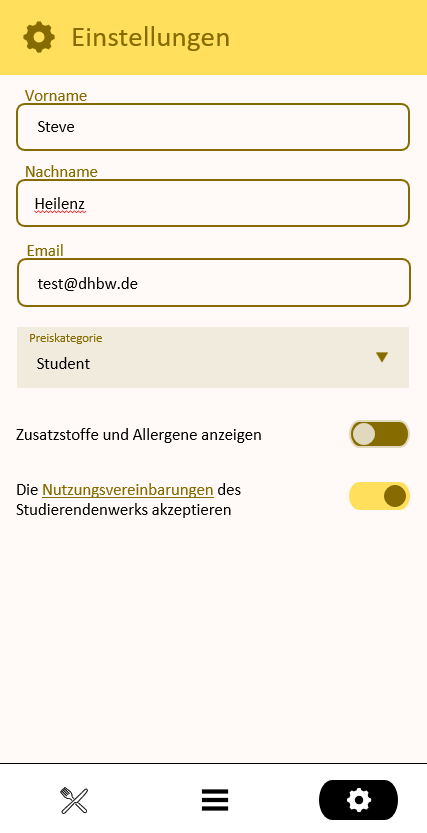 Einstellungen
Vorname
Steve
Nachname
Heilenz
Email
test@dhbw.de
Preiskategorie
Student
Zusatzstoffe und Allergene anzeigen
Die Nutzungsvereinbarungen des
Studierendenwerks akzeptieren